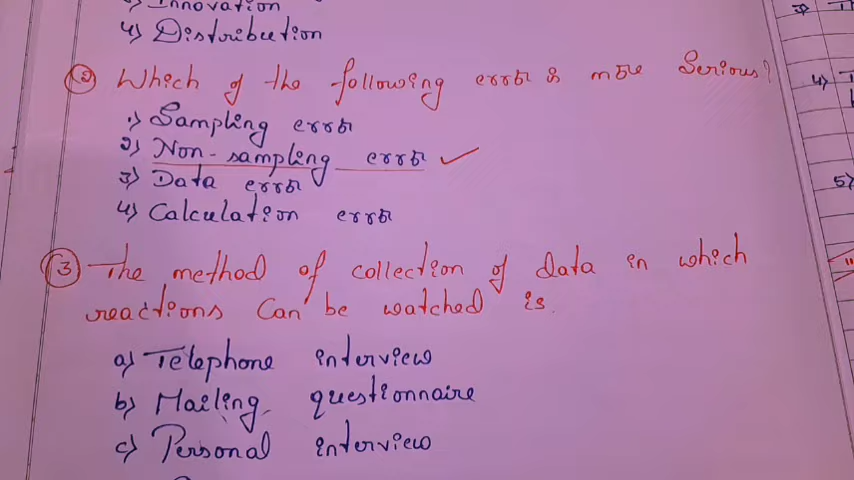 Innovation
4) Distribution
② Which of the following error is more Serious?
1) Sampling error
2) Non-sampling error ✓
3) Data error
4) Calculation error
③ The method of collection of data in which
reactions Can be watched is.
a) Telephone interview
b) Mailing questionnaire
c) Personal interview
4)
5)